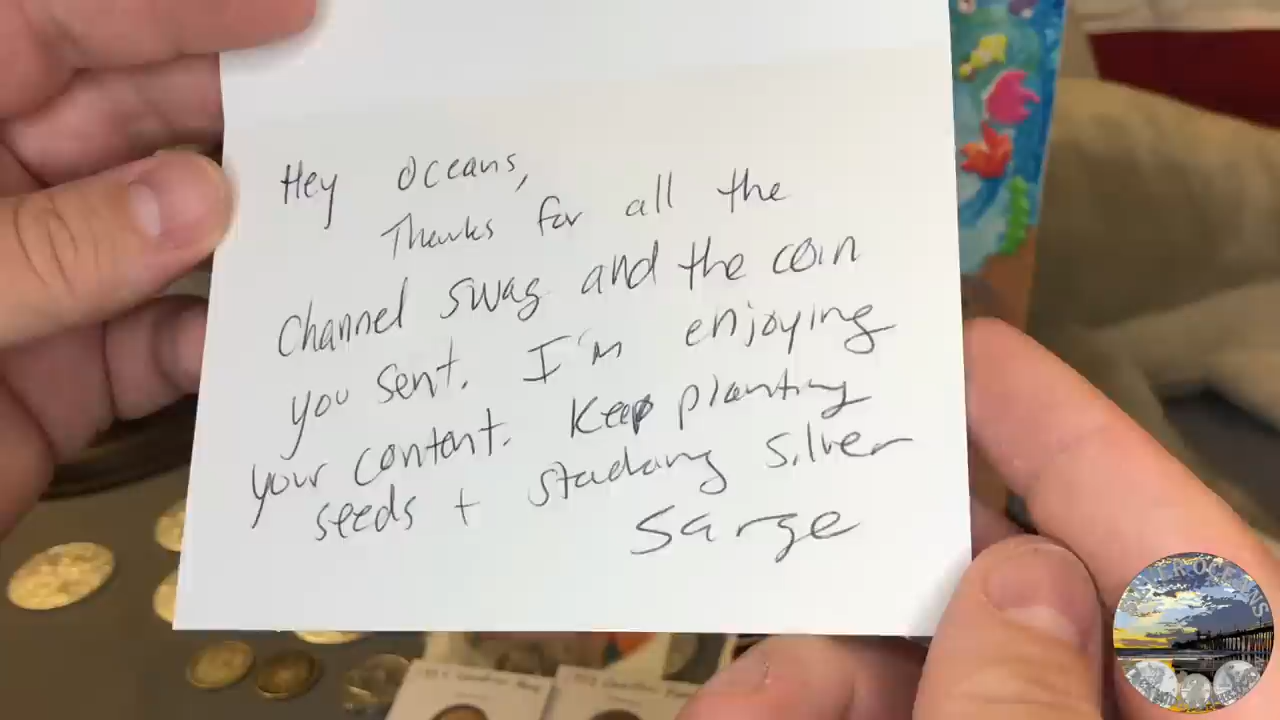 Hey Oceans,
Thanks for all the
Channel swag and the coin
you sent. I'm enjoying
your content. Keep planting
seeds + stacking silver
Sarge